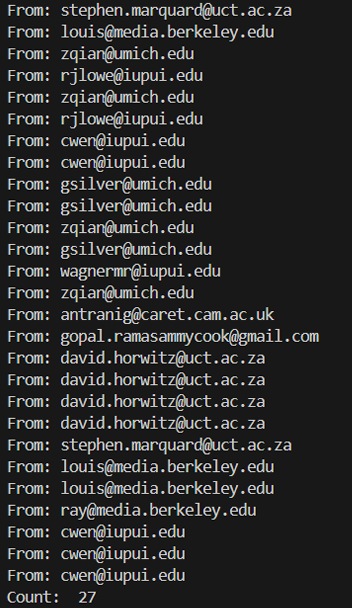 From: stephen.marquard@uct.ac.za
From: louis@media.berkeley.edu
From: zqian@umich.edu
From: rjlowe@iupui.edu
From: zqian@umich.edu
From: rjlowe@iupui.edu
From: cwen@iupui.edu
From: cwen@iupui.edu
From: gsilver@umich.edu
From: gsilver@umich.edu
From: zqian@umich.edu
From: gsilver@umich.edu
From: wagnermr@iupui.edu
From: zqian@umich.edu
From: antranig@caret.cam.ac.uk
From: gopal.ramasammycook@gmail.com
From: david.horwitz@uct.ac.za
From: david.horwitz@uct.ac.za
From: david.horwitz@uct.ac.za
From: david.horwitz@uct.ac.za
From: stephen.marquard@uct.ac.za
From: louis@media.berkeley.edu
From: louis@media.berkeley.edu
From: ray@media.berkeley.edu
From: cwen@iupui.edu
From: cwen@iupui.edu
From: cwen@iupui.edu
Count:  27